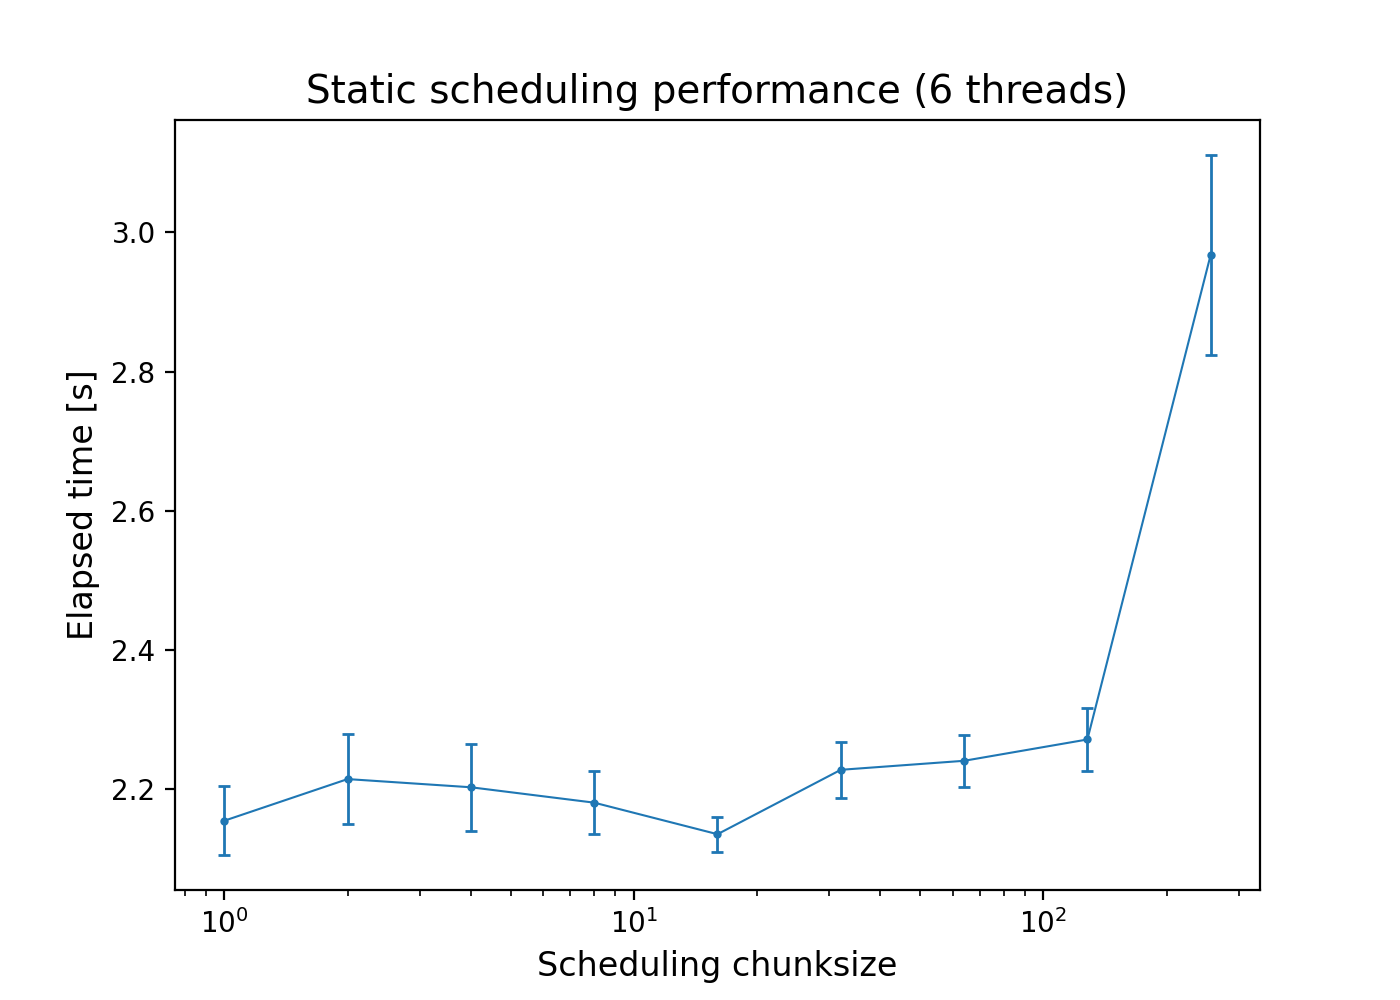 Static scheduling performance (6 threads)
Elapsed time [s]
3.0
2.8
2.6
2.4
2.2
10⁰ 10¹ 10²
Scheduling chunksize